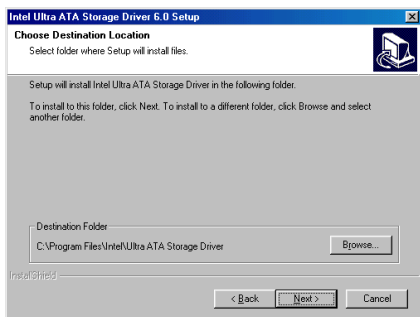 Intel Ultra ATA Storage Driver 6.0 Setup
Choose Destination Location
Select folder where Setup will install files.
Setup will install Intel Ultra ATA Storage Driver in the following folder.
To install to this folder, click Next. To install to a different folder, click Browse and select
another folder.
Destination Folder
C:\Program Files\Intel\Ultra ATA Storage Driver
Browse...
InstallShield
< Back
Next >
Cancel